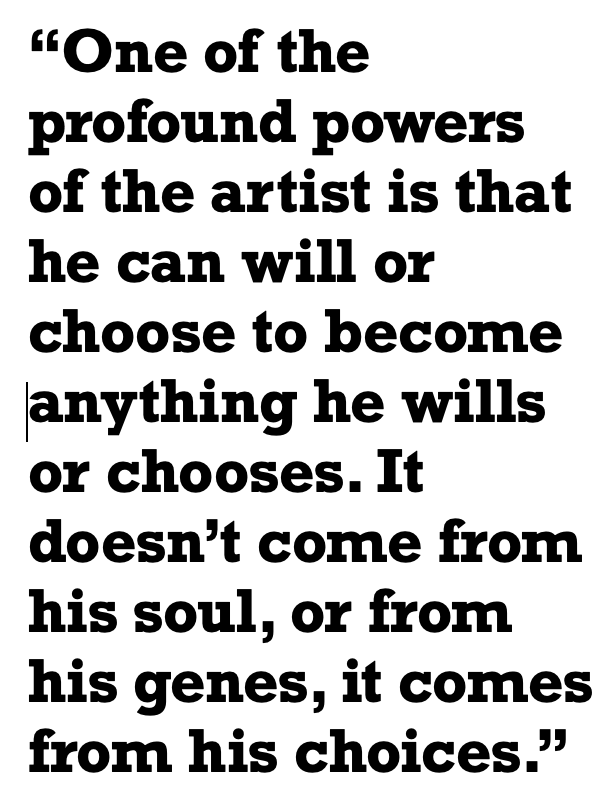 “One of the
profound powers
of the artist is that
he can will or
choose to become
anything he wills
or chooses. It
doesn’t come from
his soul, or from
his genes, it comes
from his choices.”